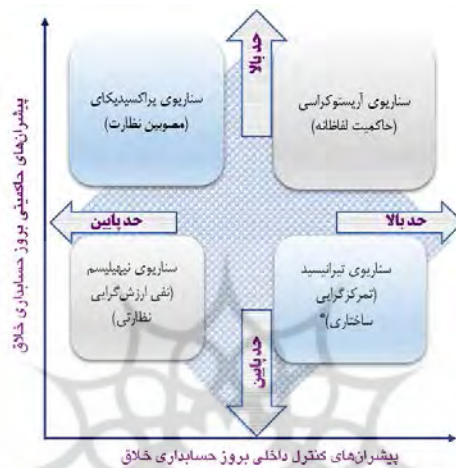 حد بالا
سناریوی آریستوکراسی
(حاکمیت لفاظانه)
سناریوی پراکسیدیکای
(مصوبین نظارت)
حد بالا
حد پایین
سناریوی تیرانیسید
(تمرکزگرایی
ساختاری)*
سناریوی نیهیلیسم
(نفی ارزش‌گرایی
نظارتی)
حد پایین
پیشران‌های حاکمیتی بروز حسابداری خلاق
پیشران‌های کنترل داخلی بروز حسابداری خلاق